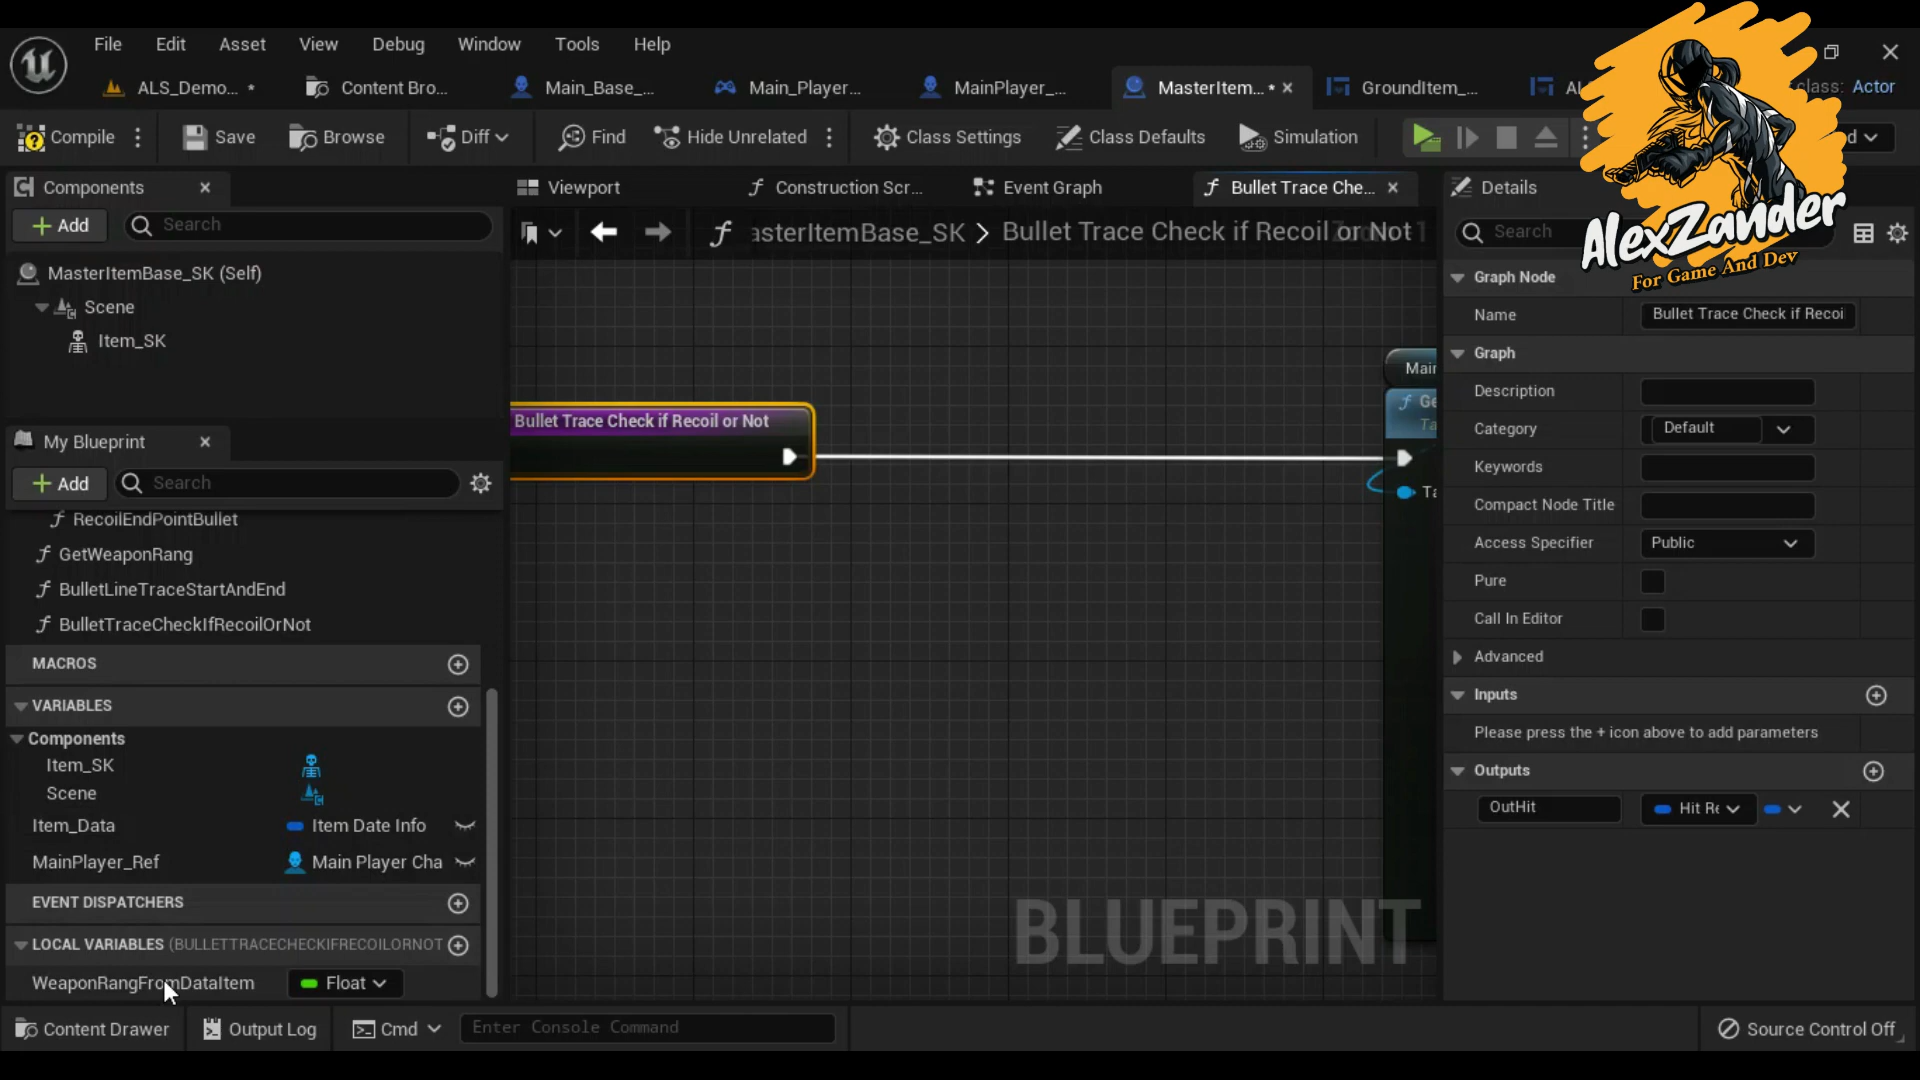 File Edit Asset View Debug Window Tools Help
ALS_Demo... • Content Bro... Main_Base_... Main_Player... MainPlayer_... MasterItem... • GroundItem_... class: Actor
Compile Save Browse Diff Find Hide Unrelated Class Settings Class Defaults Simulation
AlexZander
For Game And Dev
Components
Add Search
MasterItemBase_SK (Self)
Scene
Item_SK
My Blueprint
Add Search
RecoilEndPointBullet
GetWeaponRang
BulletLineTraceStartAndEnd
BulletTraceCheckIfRecoilOrNot
MACROS
VARIABLES
Components
Item_SK
Scene
Item_Data Item Date Info
MainPlayer_Ref Main Player Cha
EVENT DISPATCHERS
LOCAL VARIABLES (BULLETTRACECHECKIFRECOILORNOT
WeaponRangFromDataItem Float
Viewport Construction Scr... Event Graph Bullet Trace Che...
asterItemBase_SK > Bullet Trace Check if Recoil or Not
Bullet Trace Check if Recoil or Not
Main
Ge
Ta
Ta
BLUEPRINT
Details
Search
Graph Node
Name Bullet Trace Check if Recoi
Graph
Description
Category Default
Keywords
Compact Node Title
Access Specifier Public
Pure
Call In Editor
Advanced
Inputs
Please press the + icon above to add parameters
Outputs
OutHit Hit Re
Content Drawer Output Log Cmd Enter Console Command Source Control Off